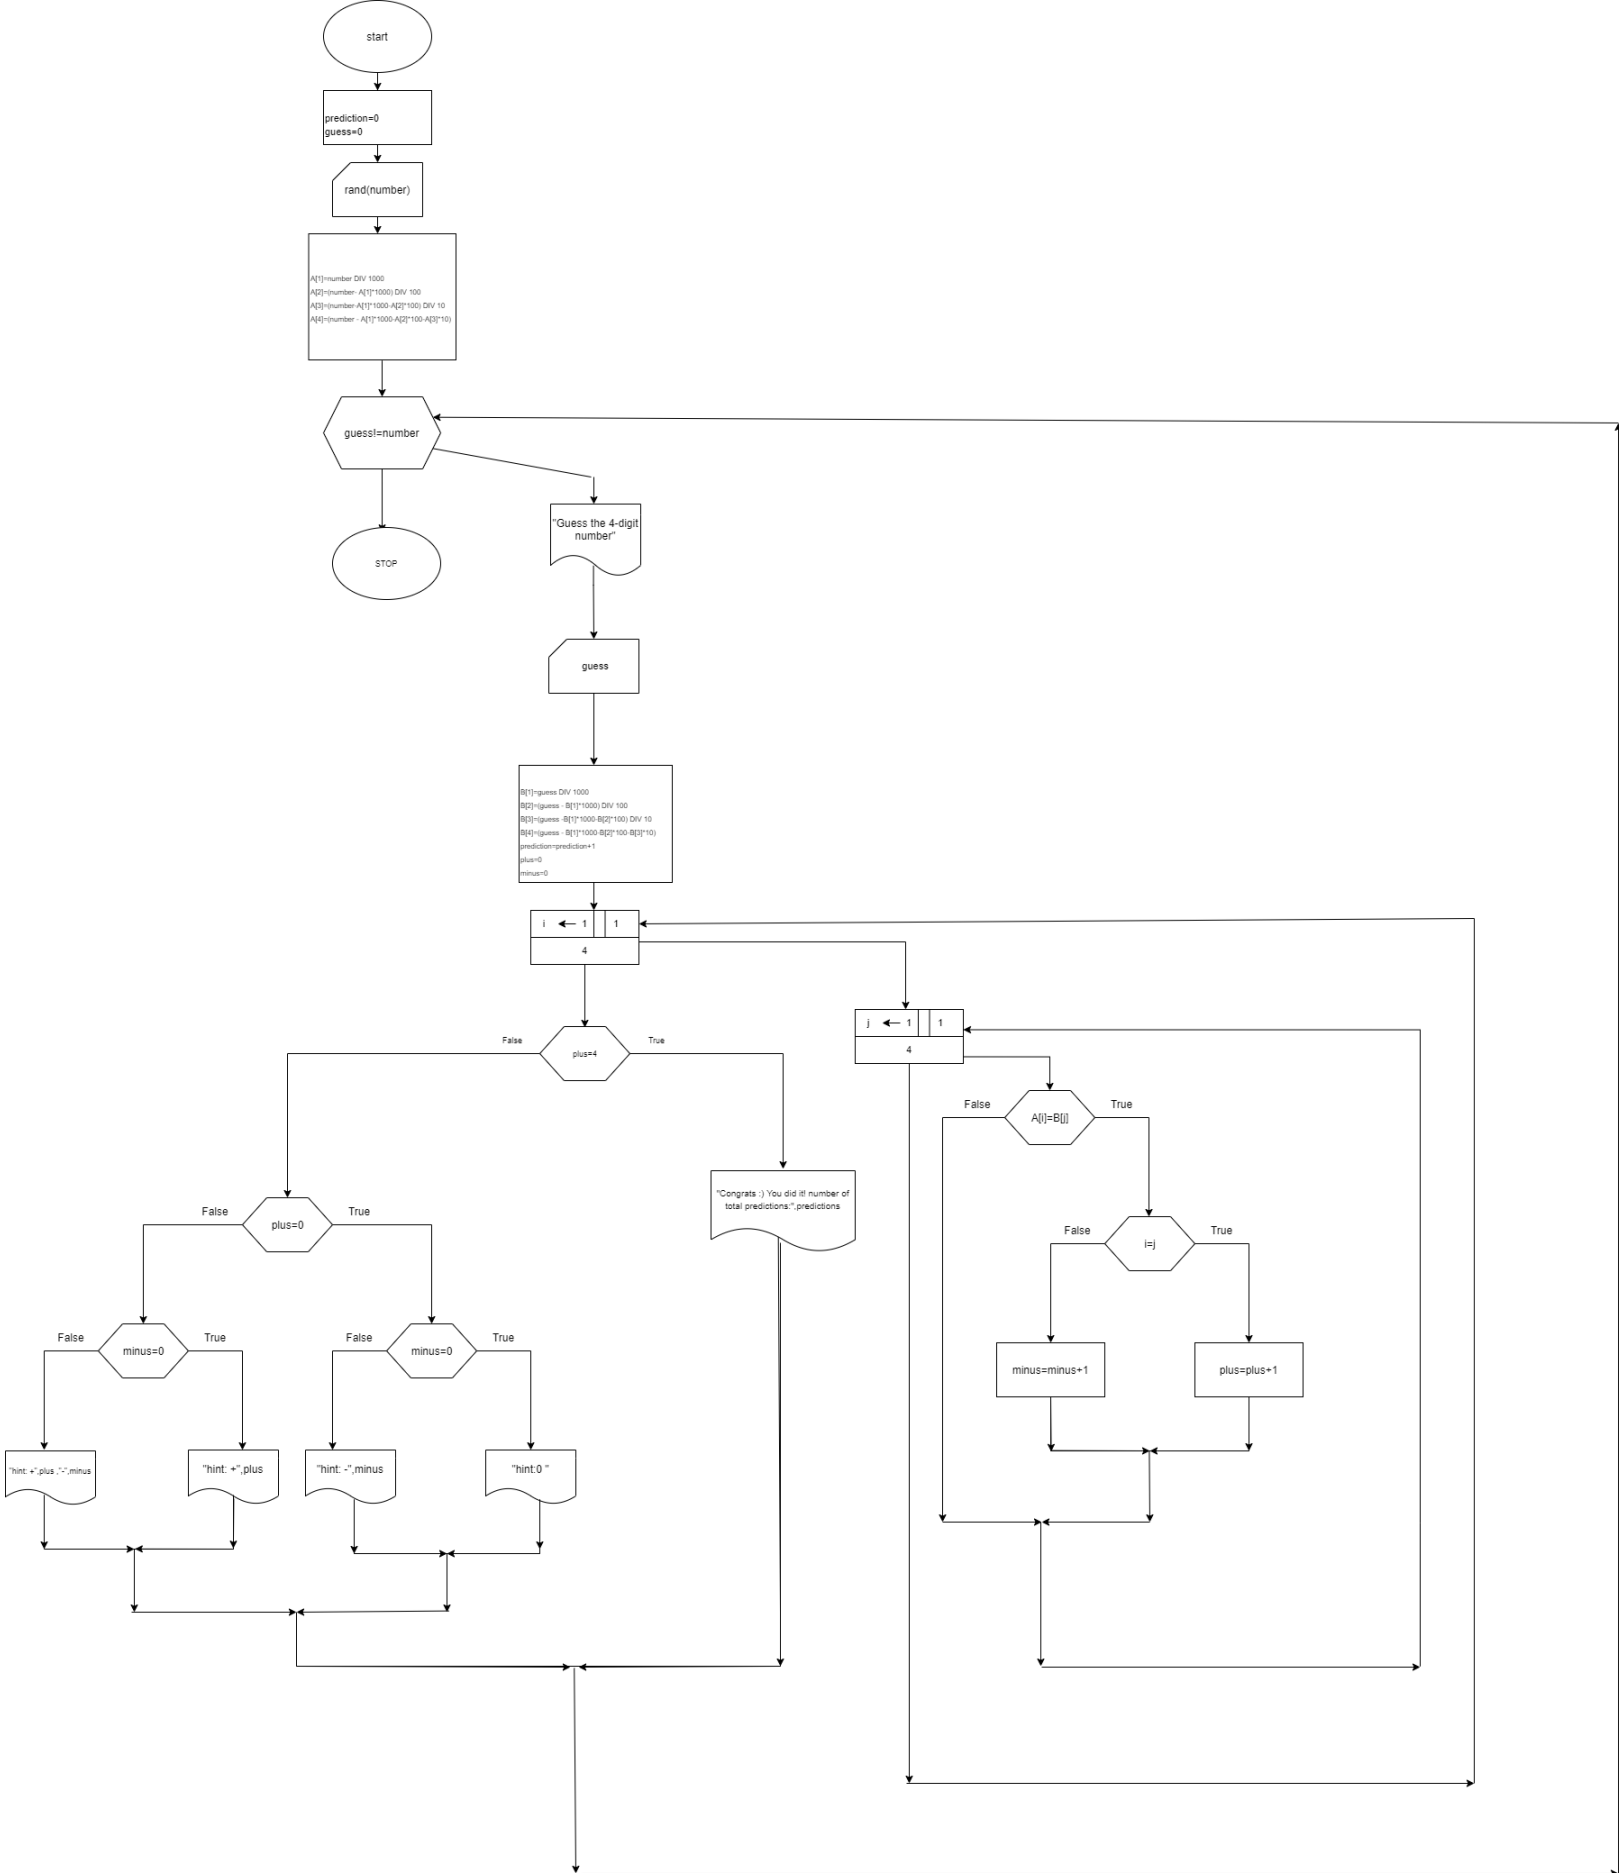 start
prediction=0
guess=0
rand(number)
A[1]=number DIV 1000
A[2]=(number- A[1]*1000) DIV 100
A[3]=(number-A[1]*1000-A[2]*100) DIV 10
A[4]=(number - A[1]*1000-A[2]*100-A[3]*10)
guess!=number
STOP
"Guess the 4-digit
number"
guess
B[1]=guess DIV 1000
B[2]=(guess - B[1]*1000) DIV 100
B[3]=(guess -B[1]*1000-B[2]*100) DIV 10
B[4]=(guess - B[1]*1000-B[2]*100-B[3]*10)
prediction=prediction+1
plus=0
minus=0
i 1 1
4
j 1 1
4
False plus=4 True
False A[i]=B[j] True
"Congrats :) You did it! number of
total predictions:",predictions
False plus=0 True
False i=j True
False minus=0 True
False minus=0 True
minus=minus+1
plus=plus+1
"hint: +",plus ,"-",minus
"hint: +",plus
"hint: -",minus
"hint:0 "